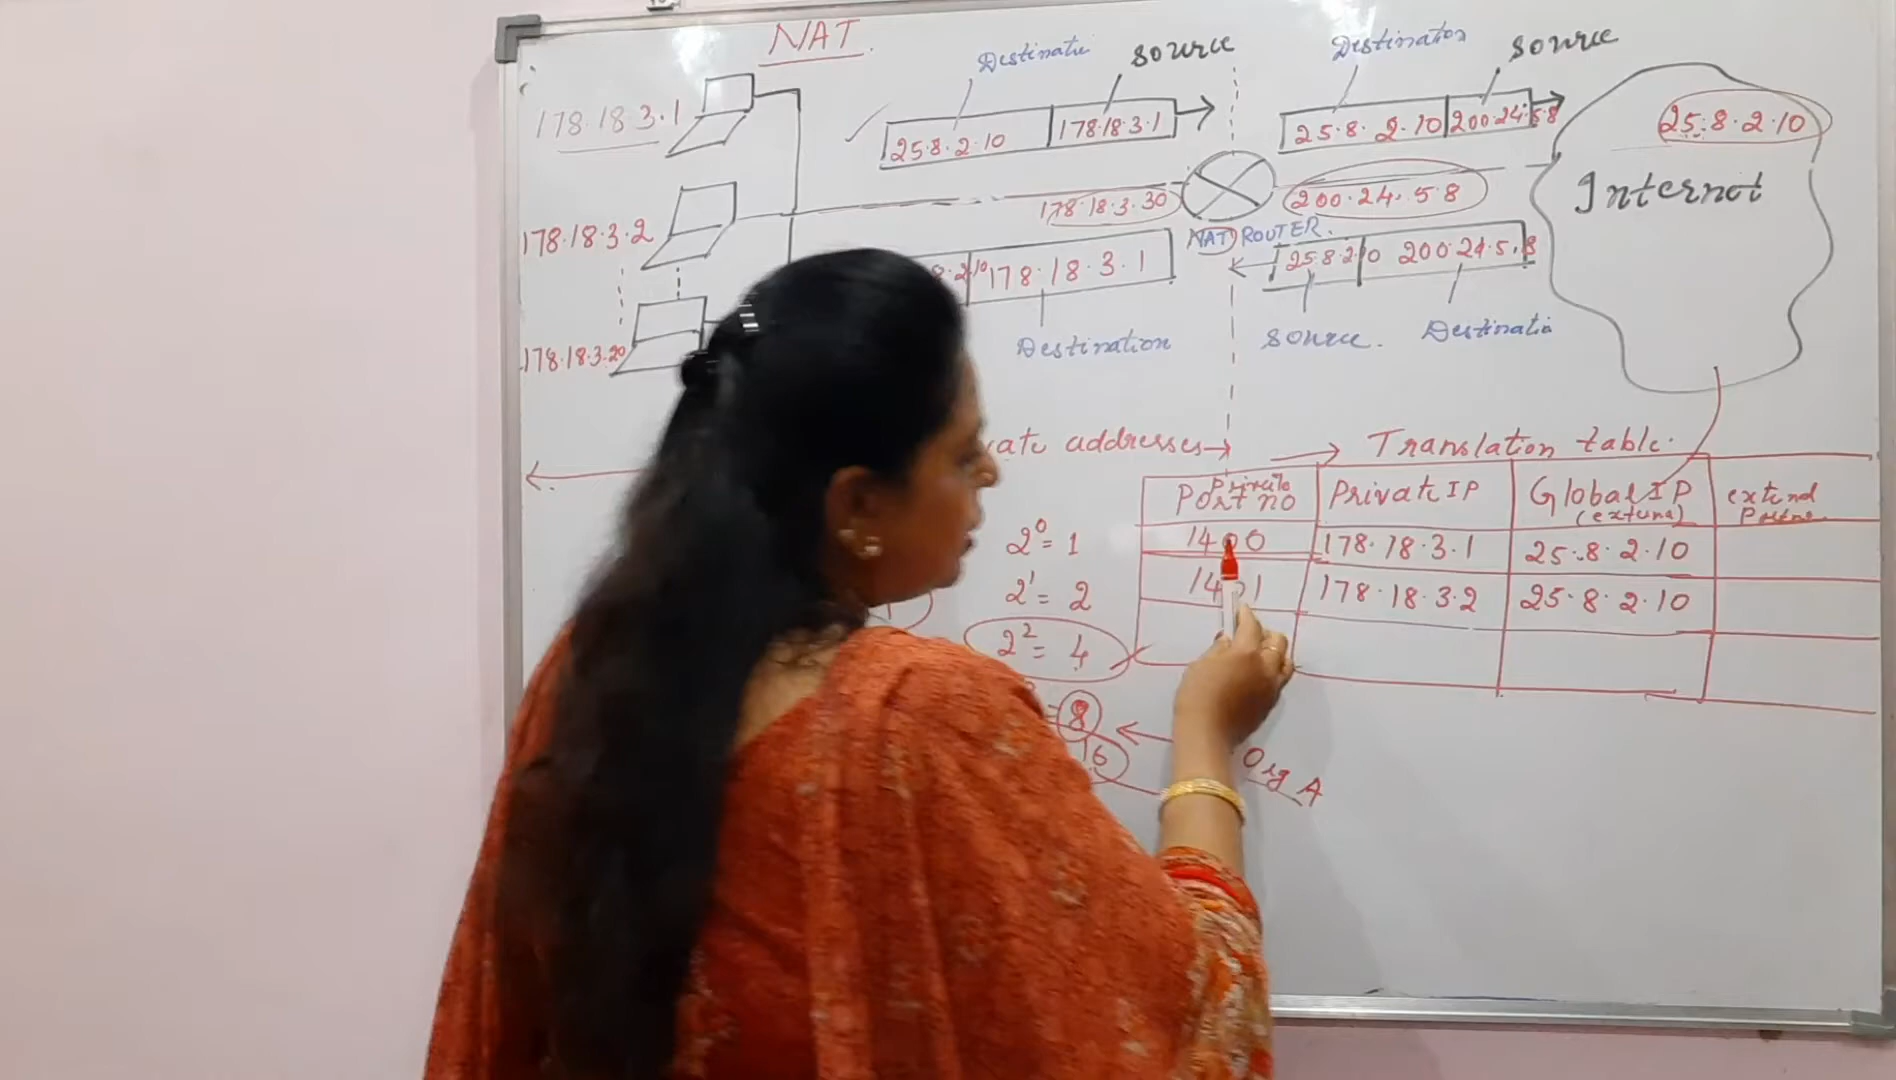 NAT.
Destinati source
Destination source
178.18.3.1
25.8.2.10 178.18.3.1
25.8.2.10 200.24.5.8
25.8.2.10
Internet
178.18.3.2
178.18.3.30
200.24.5.8
NAT ROUTER.
178.18.3.1
25.8.2.10 200.24.5.8
178.18.3.20
Destination
source. Destinatin
addresses
Translation table.
Private
Port no Private IP Global IP extend
(external) Portno.
2⁰ = 1
1400 178.18.3.1 25.8.2.10
2¹ = 2
178.18.3.2 25.8.2.10
2² = 4
8
16
Org A